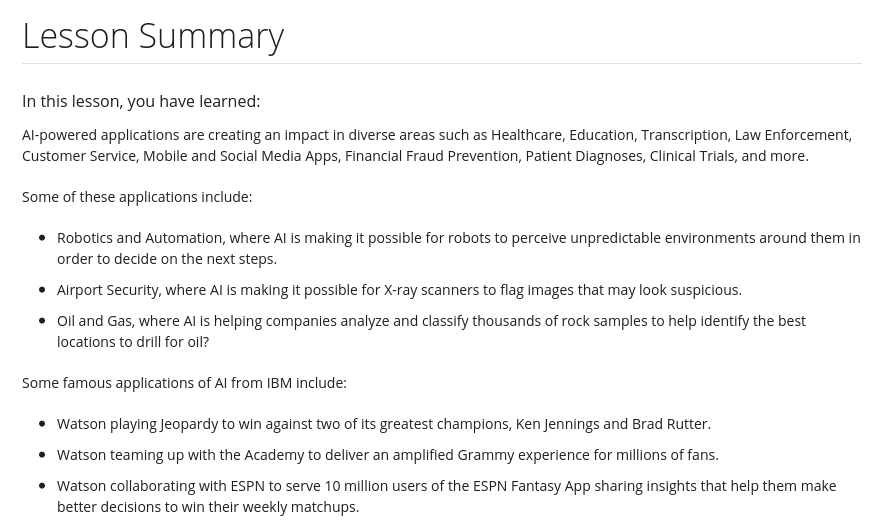 Lesson Summary
In this lesson, you have learned:
AI-powered applications are creating an impact in diverse areas such as Healthcare, Education, Transcription, Law Enforcement,
Customer Service, Mobile and Social Media Apps, Financial Fraud Prevention, Patient Diagnoses, Clinical Trials, and more.
Some of these applications include:
• Robotics and Automation, where AI is making it possible for robots to perceive unpredictable environments around them in
order to decide on the next steps.
• Airport Security, where AI is making it possible for X-ray scanners to flag images that may look suspicious.
• Oil and Gas, where AI is helping companies analyze and classify thousands of rock samples to help identify the best
locations to drill for oil?
Some famous applications of AI from IBM include:
• Watson playing Jeopardy to win against two of its greatest champions, Ken Jennings and Brad Rutter.
• Watson teaming up with the Academy to deliver an amplified Grammy experience for millions of fans.
• Watson collaborating with ESPN to serve 10 million users of the ESPN Fantasy App sharing insights that help them make
better decisions to win their weekly matchups.